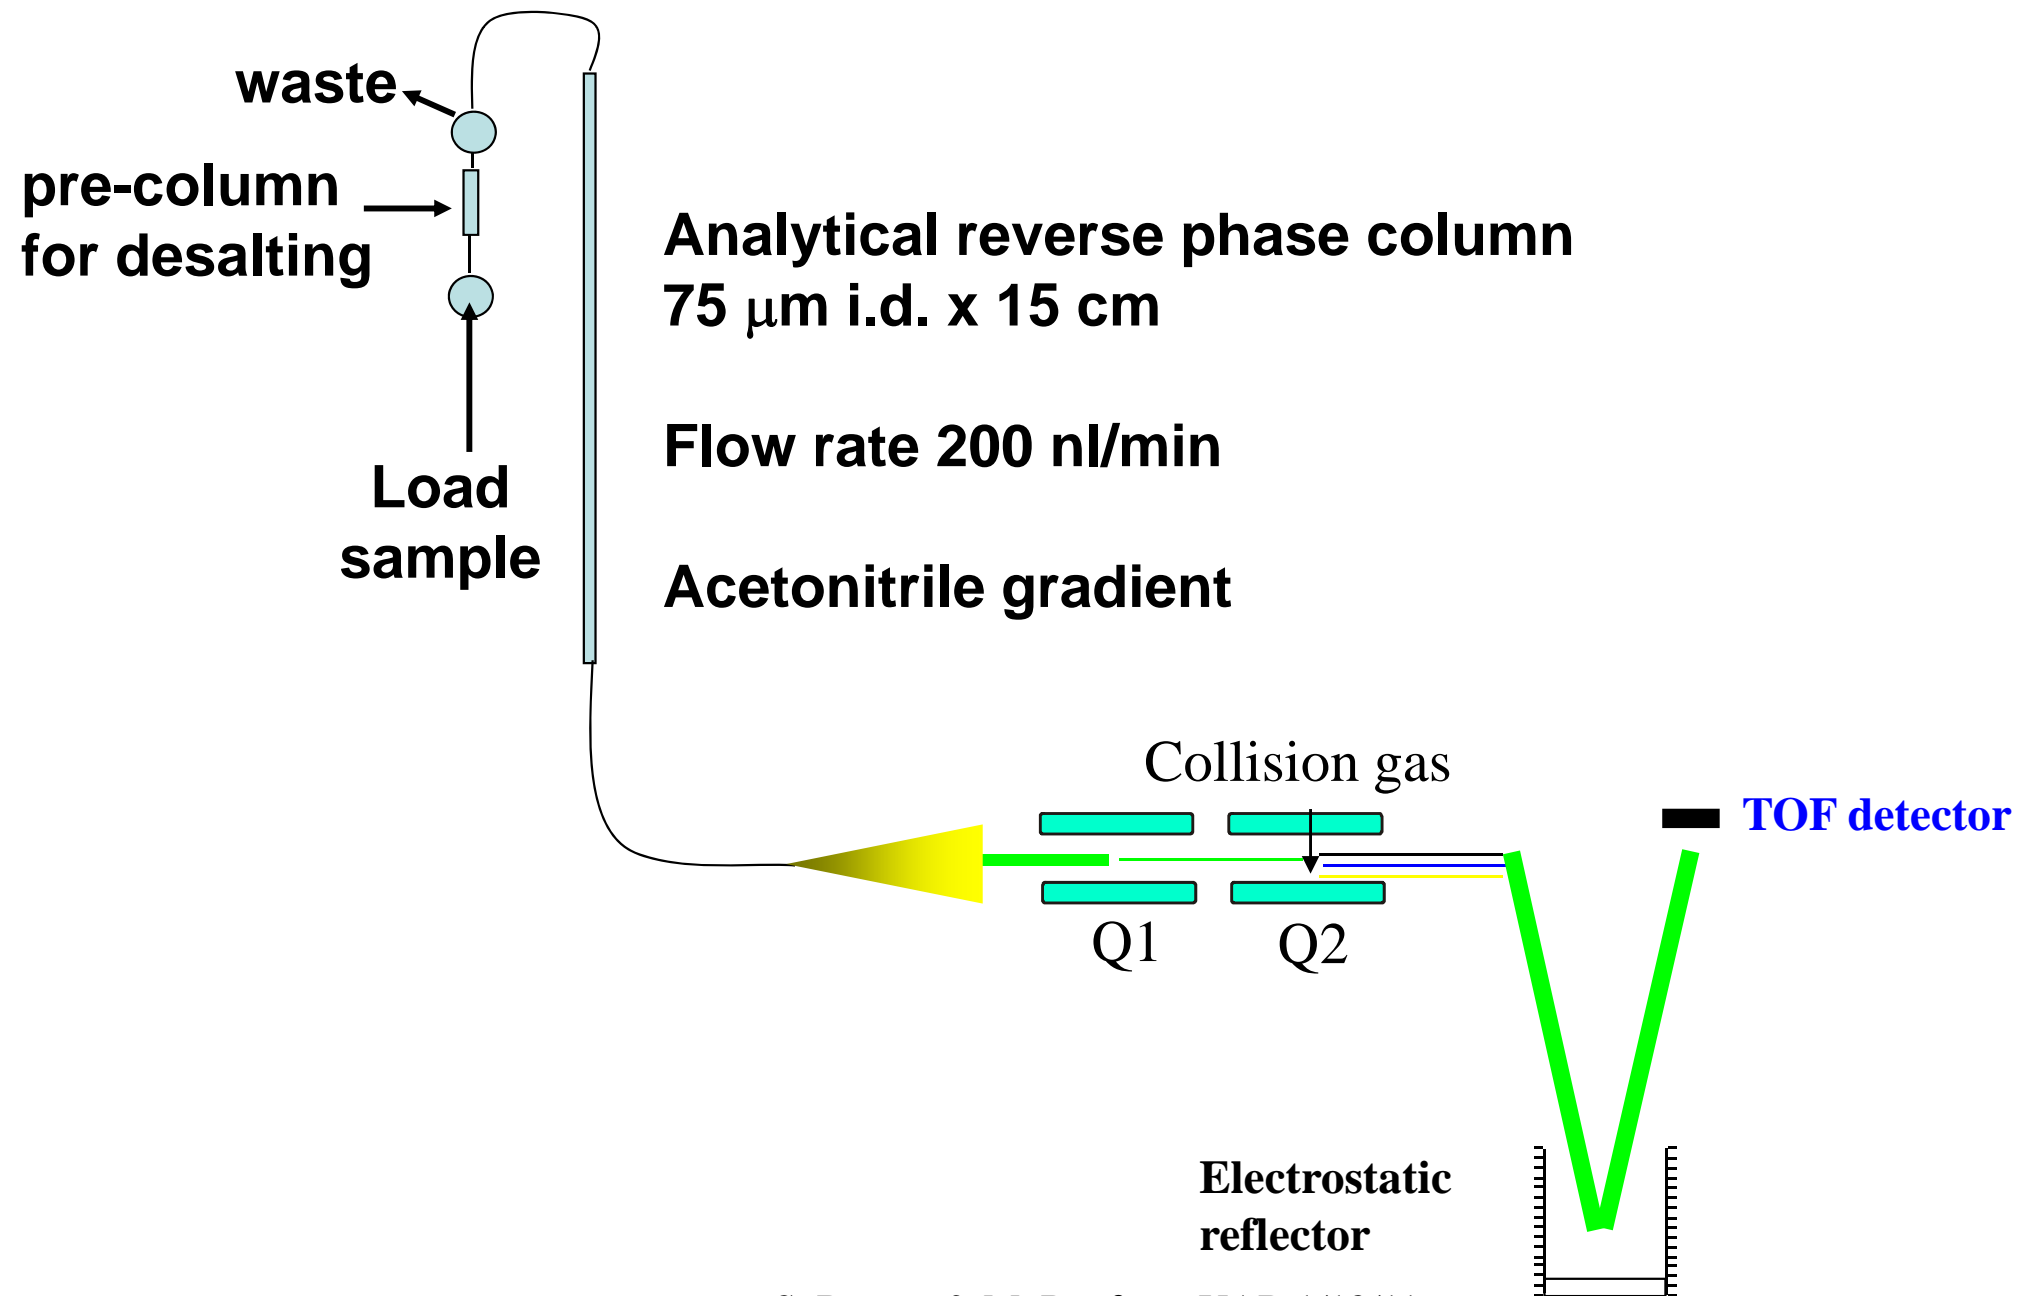 waste
pre-column
for desalting
Load
sample
Analytical reverse phase column
75 μm i.d. x 15 cm
Flow rate 200 nl/min
Acetonitrile gradient
Collision gas
TOF detector
Q1
Q2
Electrostatic
reflector